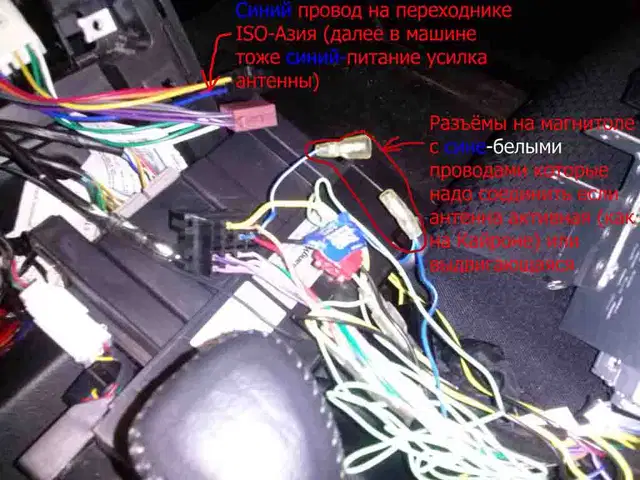 Синий провод на переходнике
ISO-Азия (далее в машине
тоже синий-питание усилка
антенны)
Разъёмы на магнитоле
с сине-белыми
проводами которые
надо соединить если
антенна активная (как
на Кайроне) или
выдвигающаяся